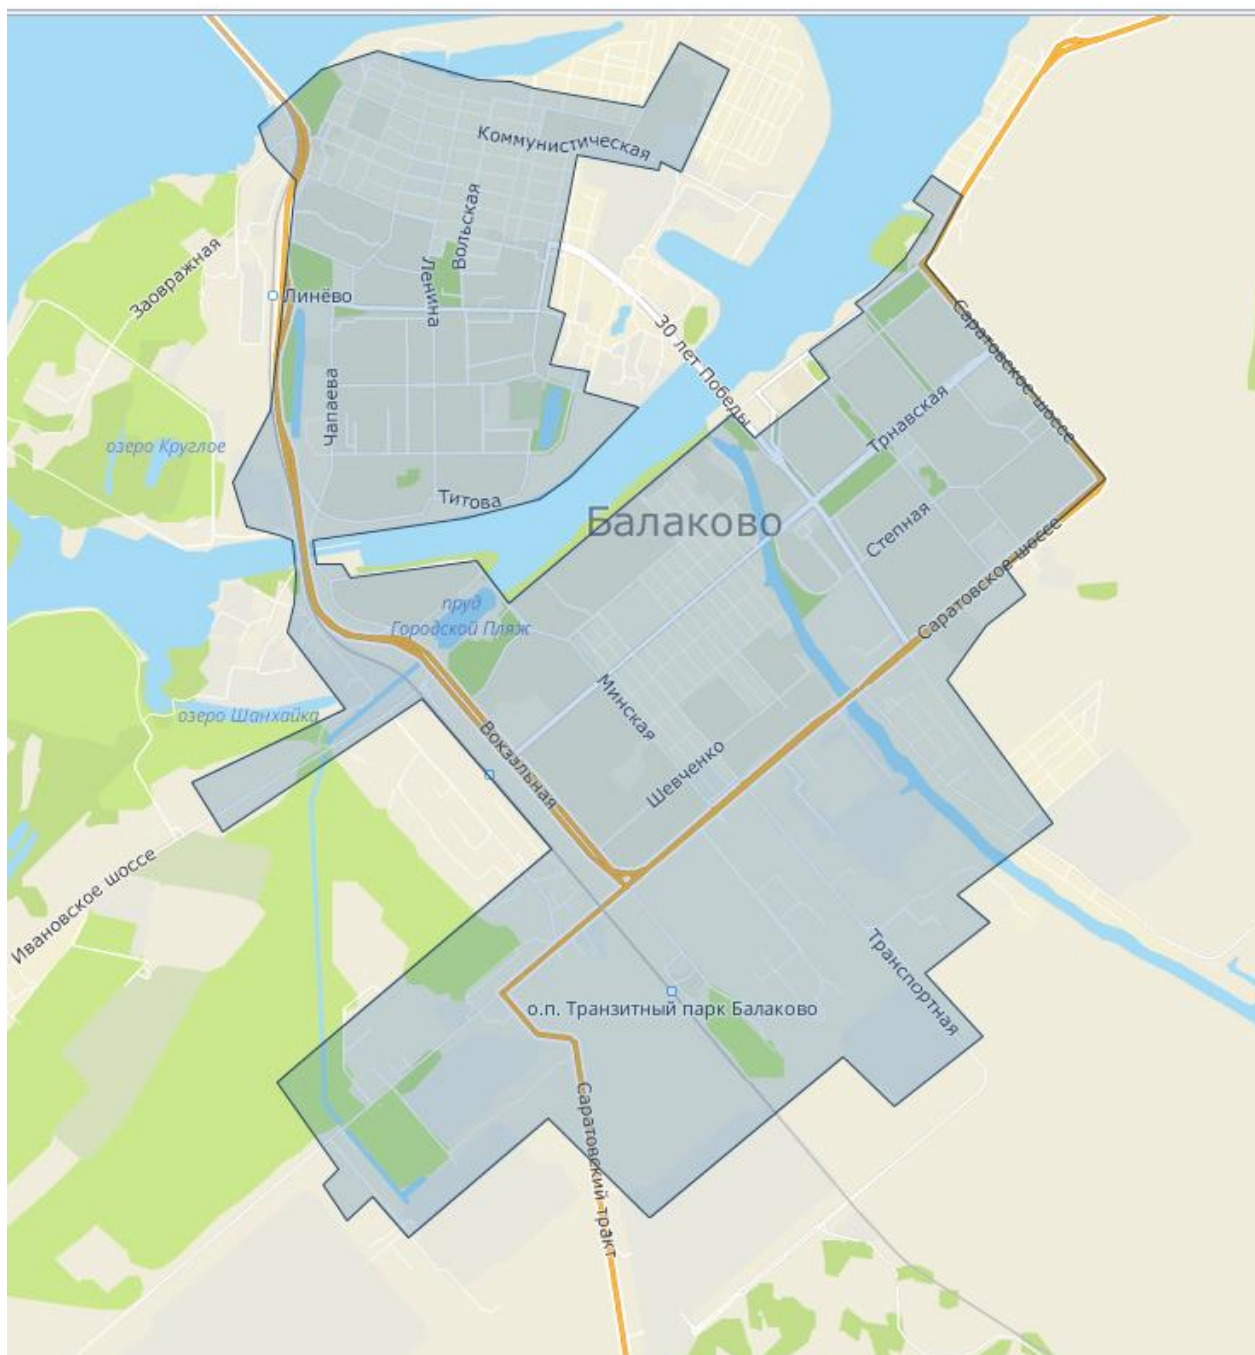 Коммунистическая
Вольская
Ленина
Заовражная
Линёво
30 лет Победы
Саратовское шоссе
Чапаева
Трнавская
озеро Круглое
Титова
Балаково
Степная
Саратовское шоссе
пруд
Городской Пляж
озеро Шанхайка
Минская
Вокзальная
Шевченко
Ивановское шоссе
Транспортная
о.п. Транзитный парк Балаково
Саратовский тракт